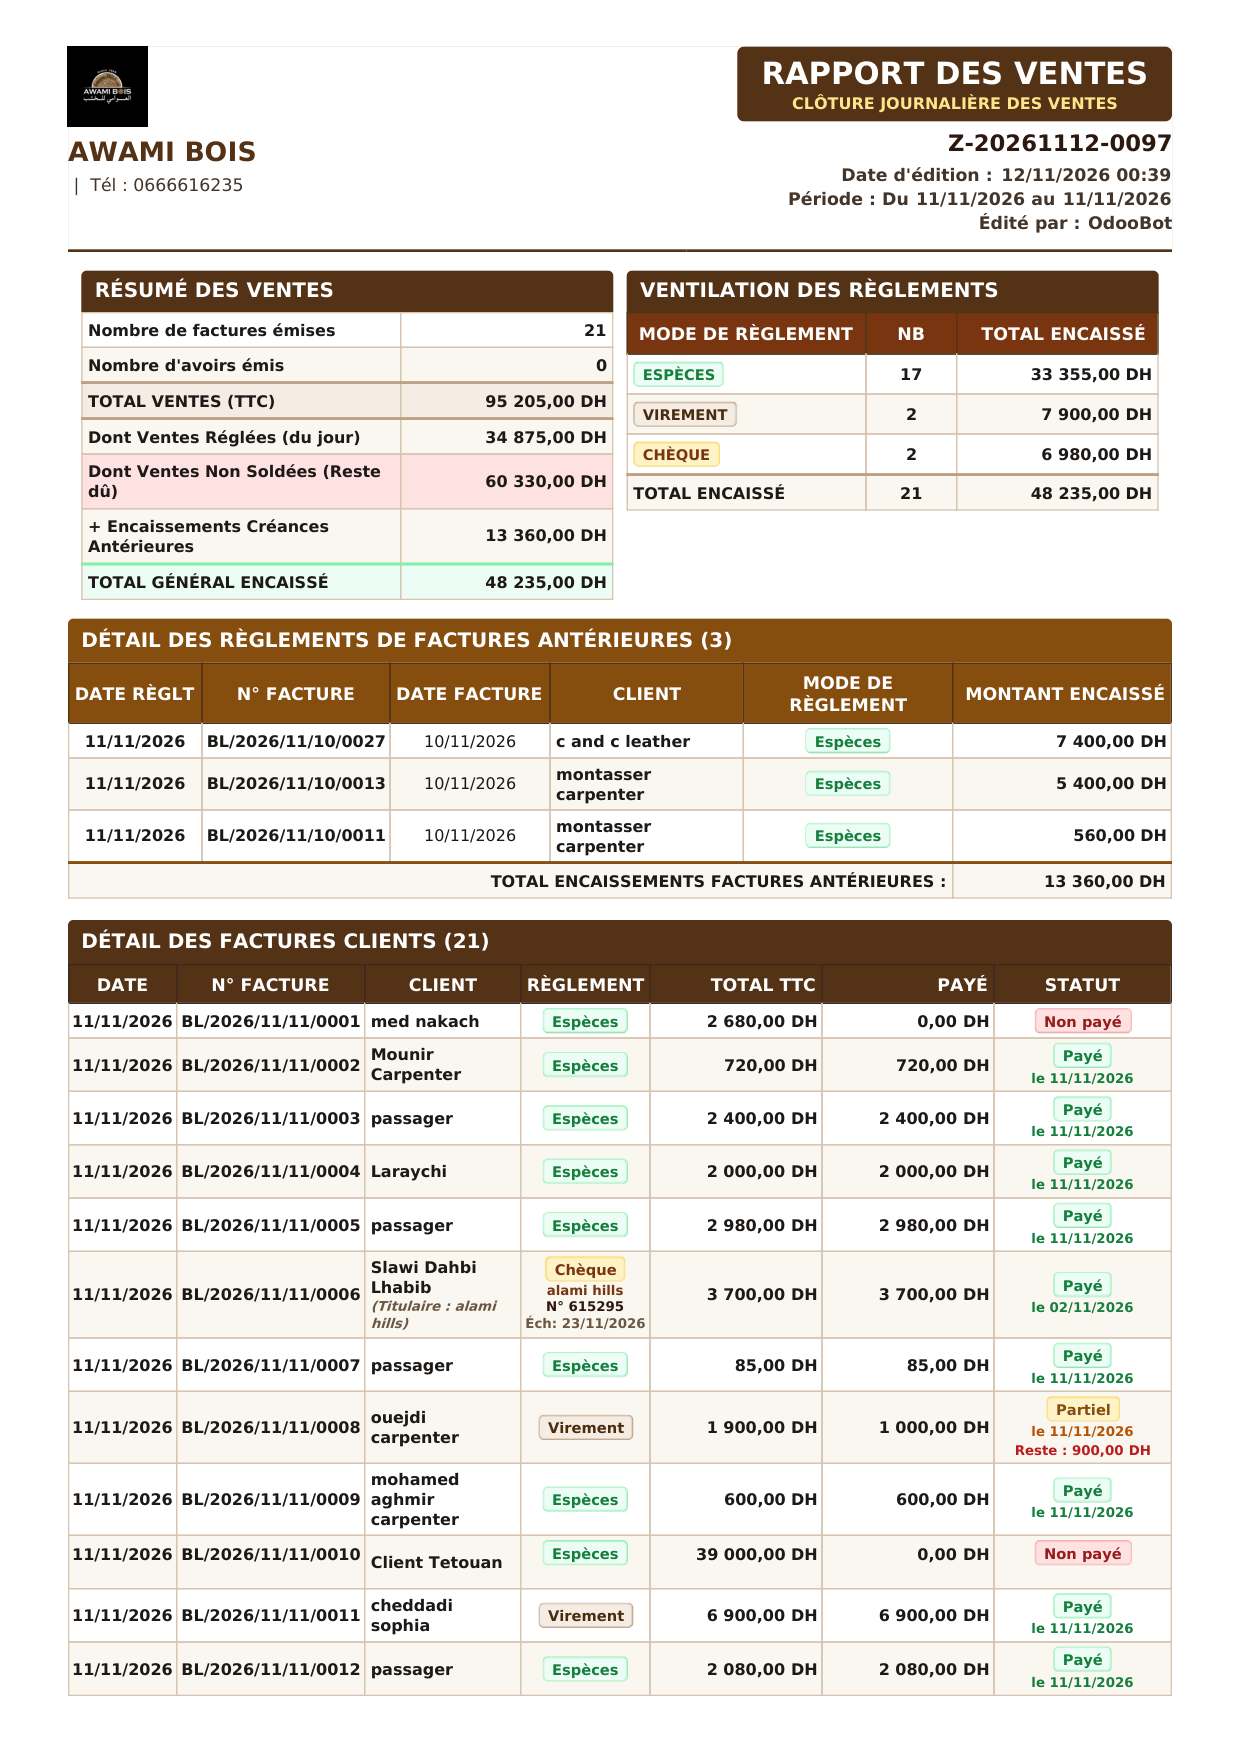 AWAMI BOIS
العوامي للخشب
RAPPORT DES VENTES
CLÔTURE JOURNALIÈRE DES VENTES
AWAMI BOIS
| Tél : 0666616235
Z-20261112-0097
Date d'édition : 12/11/2026 00:39
Période : Du 11/11/2026 au 11/11/2026
Édité par : OdooBot
RÉSUMÉ DES VENTES
Nombre de factures émises 21
Nombre d'avoirs émis 0
TOTAL VENTES (TTC) 95 205,00 DH
Dont Ventes Réglées (du jour) 34 875,00 DH
Dont Ventes Non Soldées (Reste
dû) 60 330,00 DH
+ Encaissements Créances
Antérieures 13 360,00 DH
TOTAL GÉNÉRAL ENCAISSÉ 48 235,00 DH
VENTILATION DES RÈGLEMENTS
MODE DE RÈGLEMENT NB TOTAL ENCAISSÉ
ESPÈCES 17 33 355,00 DH
VIREMENT 2 7 900,00 DH
CHÈQUE 2 6 980,00 DH
TOTAL ENCAISSÉ 21 48 235,00 DH
DÉTAIL DES RÈGLEMENTS DE FACTURES ANTÉRIEURES (3)
DATE RÈGLT N° FACTURE DATE FACTURE CLIENT MODE DE
RÈGLEMENT MONTANT ENCAISSÉ
11/11/2026 BL/2026/11/10/0027 10/11/2026 c and c leather Espèces 7 400,00 DH
11/11/2026 BL/2026/11/10/0013 10/11/2026 montasser
carpenter Espèces 5 400,00 DH
11/11/2026 BL/2026/11/10/0011 10/11/2026 montasser
carpenter Espèces 560,00 DH
TOTAL ENCAISSEMENTS FACTURES ANTÉRIEURES : 13 360,00 DH
DÉTAIL DES FACTURES CLIENTS (21)
DATE N° FACTURE CLIENT RÈGLEMENT TOTAL TTC PAYÉ STATUT
11/11/2026 BL/2026/11/11/0001 med nakach Espèces 2 680,00 DH 0,00 DH Non payé
11/11/2026 BL/2026/11/11/0002 Mounir
Carpenter Espèces 720,00 DH 720,00 DH Payé
le 11/11/2026
11/11/2026 BL/2026/11/11/0003 passager Espèces 2 400,00 DH 2 400,00 DH Payé
le 11/11/2026
11/11/2026 BL/2026/11/11/0004 Laraychi Espèces 2 000,00 DH 2 000,00 DH Payé
le 11/11/2026
11/11/2026 BL/2026/11/11/0005 passager Espèces 2 980,00 DH 2 980,00 DH Payé
le 11/11/2026
11/11/2026 BL/2026/11/11/0006 Slawi Dahbi
Lhabib
(Titulaire : alami
hills) Chèque
alami hills
N° 615295
Éch: 23/11/2026 3 700,00 DH 3 700,00 DH Payé
le 02/11/2026
11/11/2026 BL/2026/11/11/0007 passager Espèces 85,00 DH 85,00 DH Payé
le 11/11/2026
11/11/2026 BL/2026/11/11/0008 ouejdi
carpenter Virement 1 900,00 DH 1 000,00 DH Partiel
le 11/11/2026
Reste : 900,00 DH
11/11/2026 BL/2026/11/11/0009 mohamed
aghmir
carpenter Espèces 600,00 DH 600,00 DH Payé
le 11/11/2026
11/11/2026 BL/2026/11/11/0010 Client Tetouan Espèces 39 000,00 DH 0,00 DH Non payé
11/11/2026 BL/2026/11/11/0011 cheddadi
sophia Virement 6 900,00 DH 6 900,00 DH Payé
le 11/11/2026
11/11/2026 BL/2026/11/11/0012 passager Espèces 2 080,00 DH 2 080,00 DH Payé
le 11/11/2026